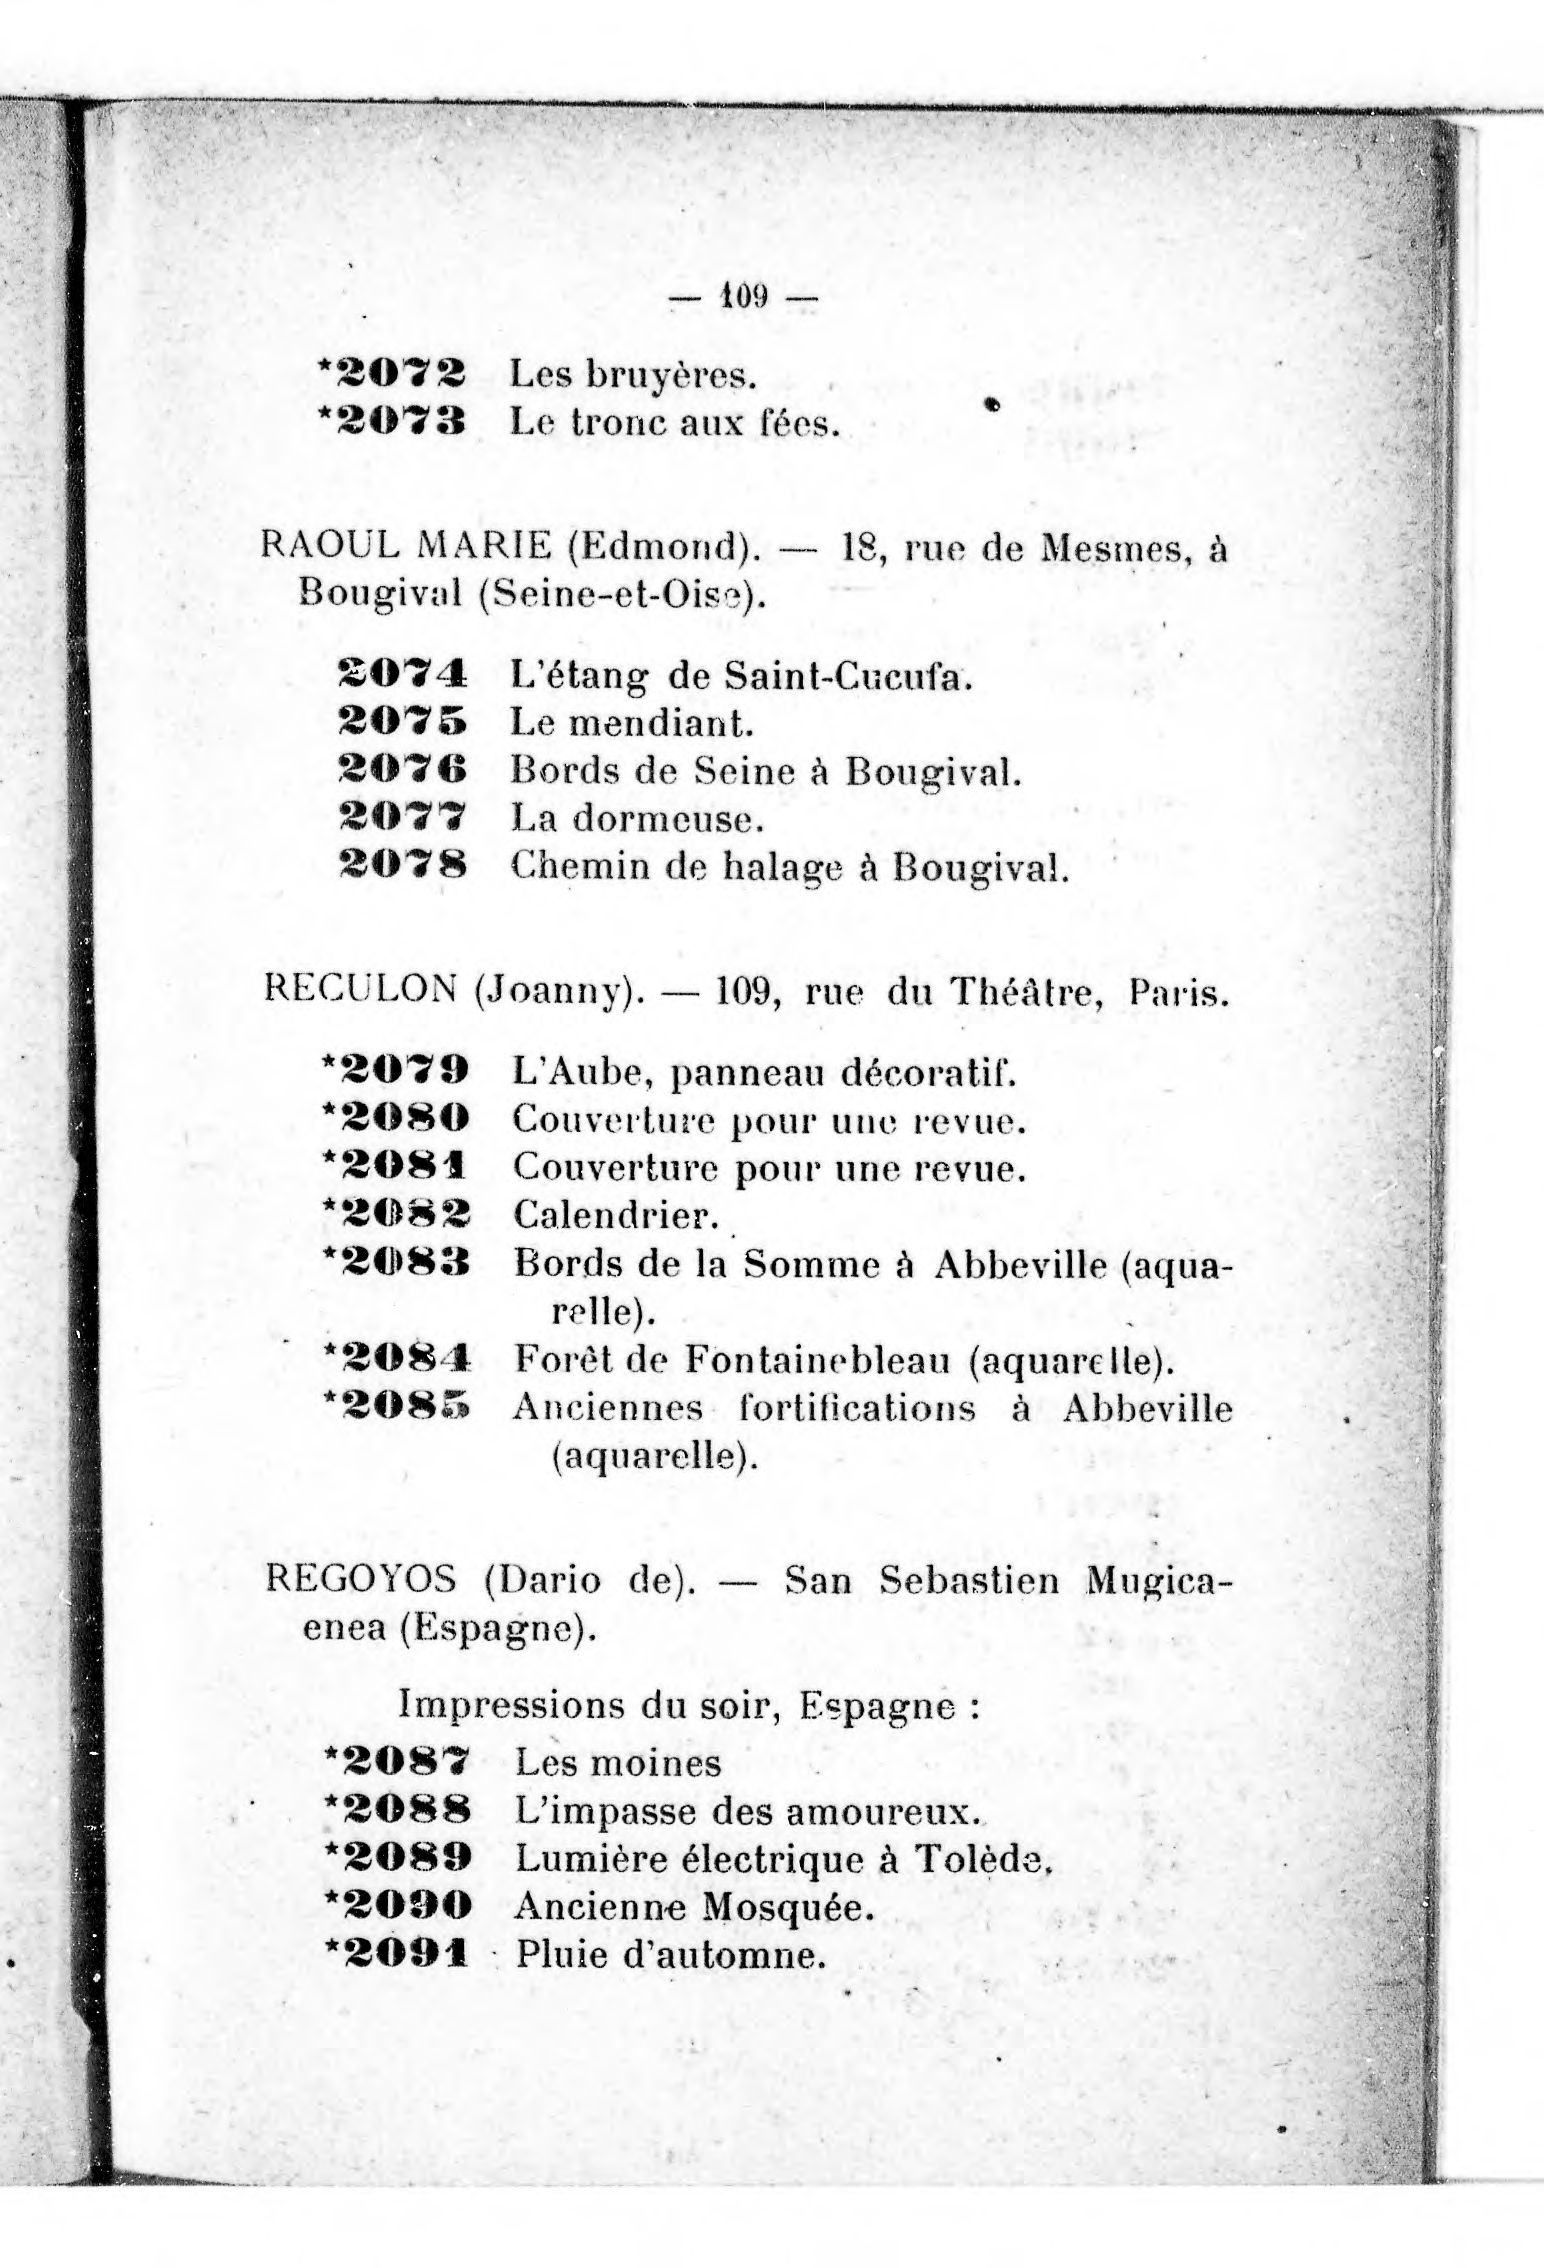 — 109 —
*2072 Les bruyères.
*2073 Le tronc aux fées.
RAOUL MARIE (Edmond). — 18, rue de Mesmes, à
Bougival (Seine-et-Oise).
2074 L'étang de Saint-Cucufa.
2075 Le mendiant.
2076 Bords de Seine à Bougival.
2077 La dormeuse.
2078 Chemin de halage à Bougival.
RECULON (Joanny). — 109, rue du Théâtre, Paris.
*2079 L'Aube, panneau décoratif.
*2080 Couverture pour une revue.
*2081 Couverture pour une revue.
*2082 Calendrier.
*2083 Bords de la Somme à Abbeville (aqua-
relle).
*2084 Forêt de Fontainebleau (aquarelle).
*2085 Anciennes fortifications à Abbeville
(aquarelle).
REGOYOS (Dario de). — San Sebastien Mugica-
enea (Espagne).
Impressions du soir, Espagne :
*2087 Les moines
*2088 L'impasse des amoureux.
*2089 Lumière électrique à Tolède.
*2090 Ancienne Mosquée.
*2091 Pluie d'automne.